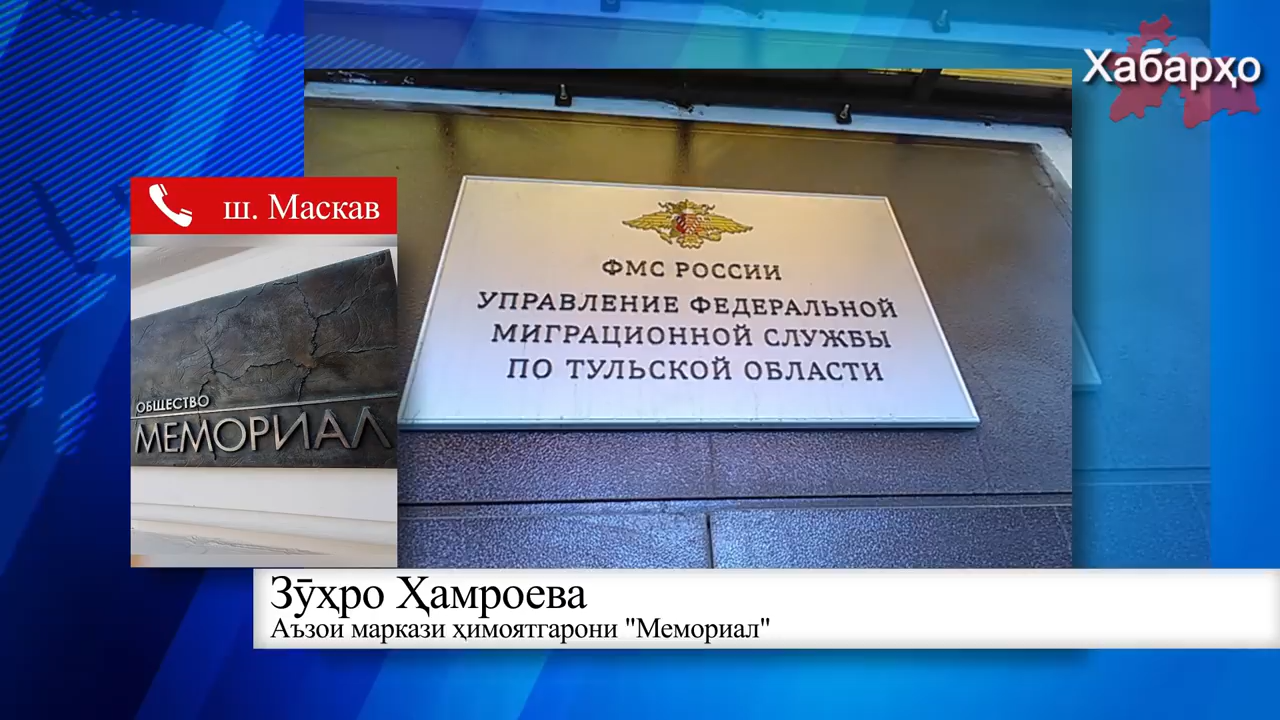 Хабарҳо
ш. Маскав
ОБЩЕСТВО
МЕМОРИАЛ
ФМС РОССИИ
УПРАВЛЕНИЕ ФЕДЕРАЛЬНОЙ
МИГРАЦИОННОЙ СЛУЖБЫ
ПО ТУЛЬСКОЙ ОБЛАСТИ
Зӯҳро Ҳамроева
Аъзои маркази ҳимоятгарони "Мемориал"